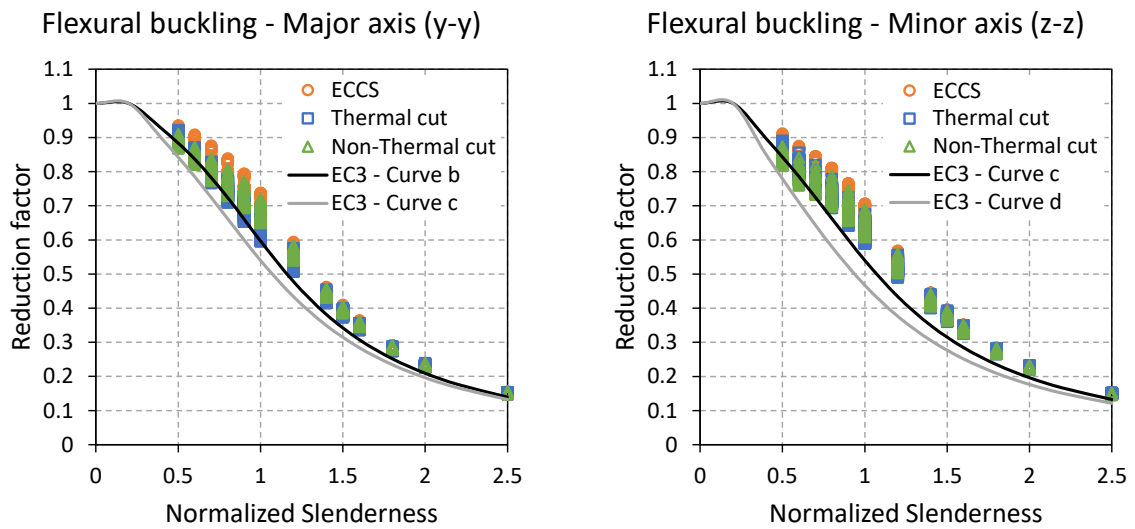 Flexural buckling - Major axis (y-y)
1.1
1
0.9
0.8
0.7
0.6
0.5
0.4
0.3
0.2
0.1
0
Reduction factor
ECCS
Thermal cut
Non-Thermal cut
EC3 - Curve b
EC3 - Curve c
0
0.5
1
1.5
2
2.5
Normalized Slenderness
Flexural buckling - Minor axis (z-z)
1.1
1
0.9
0.8
0.7
0.6
0.5
0.4
0.3
0.2
0.1
0
Reduction factor
ECCS
Thermal cut
Non-Thermal cut
EC3 - Curve c
EC3 - Curve d
0
0.5
1
1.5
2
2.5
Normalized Slenderness